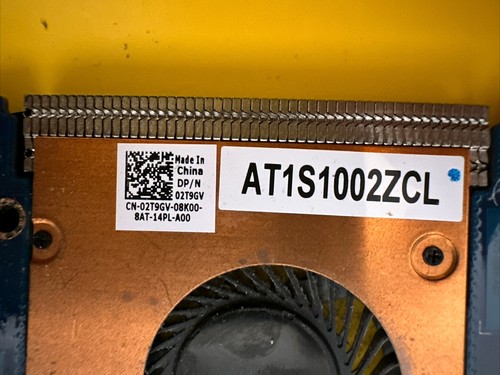 Made In
China
DP/N
02T9GV
CN-02T9GV-08K00-
8AT-14PL-A00
AT1S1002ZCL